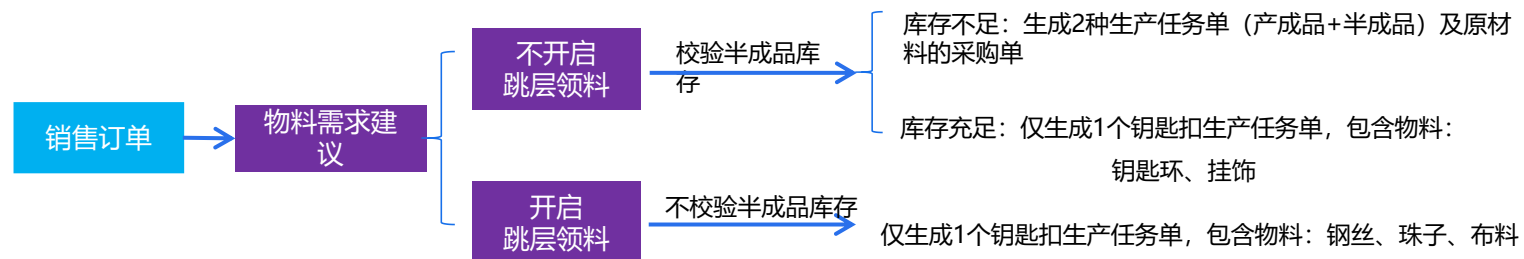 销售订单
物料需求建
议
不开启
跳层领料
校验半成品库
存
库存不足：生成2种生产任务单（产成品+半成品）及原材
料的采购单
库存充足：仅生成1个钥匙扣生产任务单，包含物料：
钥匙环、挂饰
开启
跳层领料
不校验半成品库存
仅生成1个钥匙扣生产任务单，包含物料：钢丝、珠子、布料